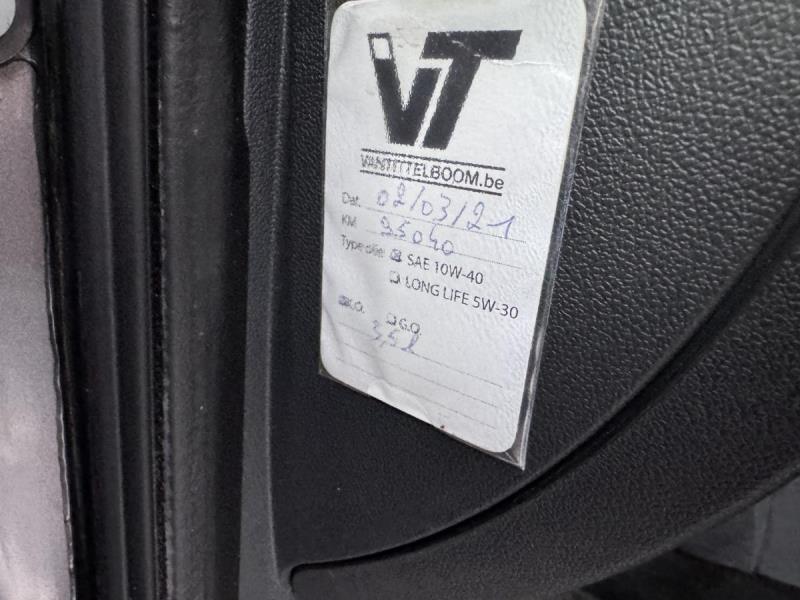 VT
VANTITTELBOOM.be
Dat. 02/03/21
KM 95040
Type olie: SAE 10W-40
LONG LIFE 5W-30
K.O. G.O.
3,5 l